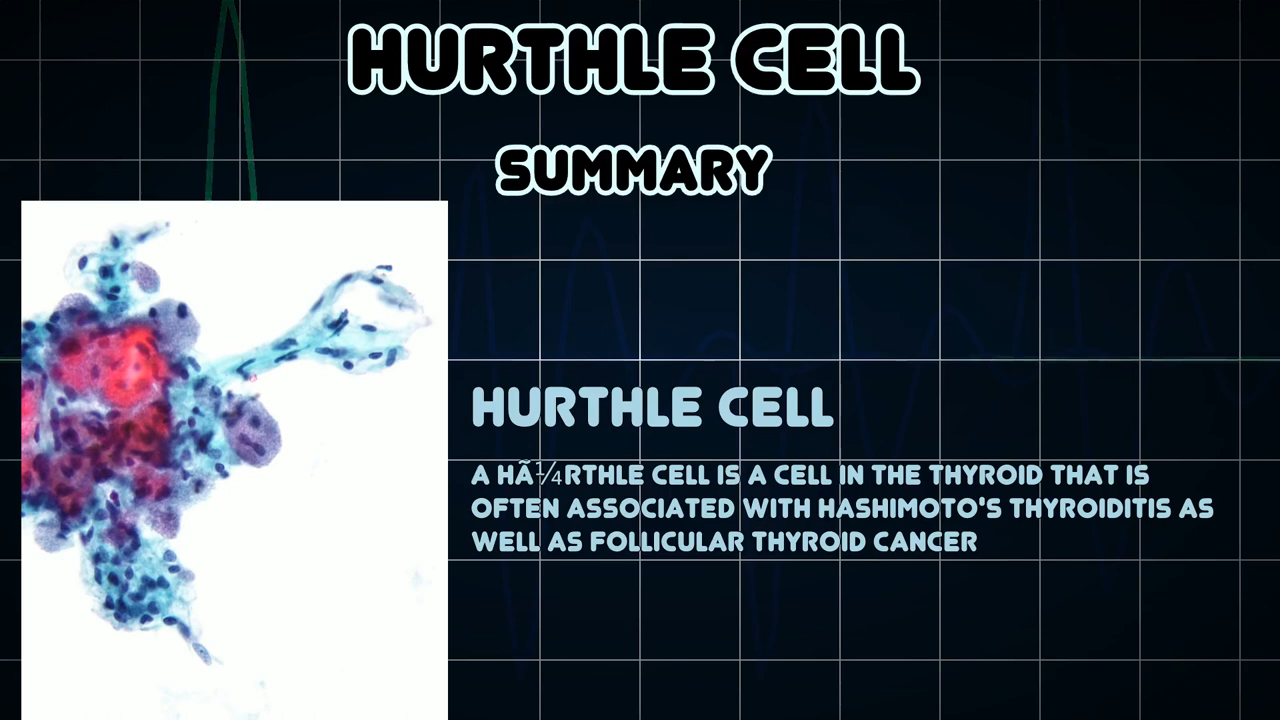 HURTHLE CELL
SUMMARY
HURTHLE CELL
A HÃ¼RTHLE CELL IS A CELL IN THE THYROID THAT IS
OFTEN ASSOCIATED WITH HASHIMOTO'S THYROIDITIS AS
WELL AS FOLLICULAR THYROID CANCER